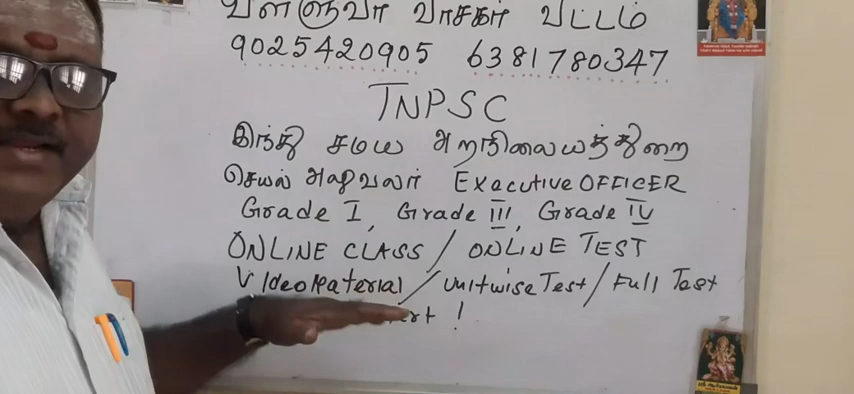 வள்ளுவர் வாசகர் வட்டம்
9025420905 6381780347
TNPSC
இந்து சமய அறநிலையத்துறை
செயல் அலுவலர் Executive OFFICER
Grade I, Grade III, Grade IV
ONLINE CLASS / ONLINE TEST
Video Material / Unitwise Test / Full Test
!